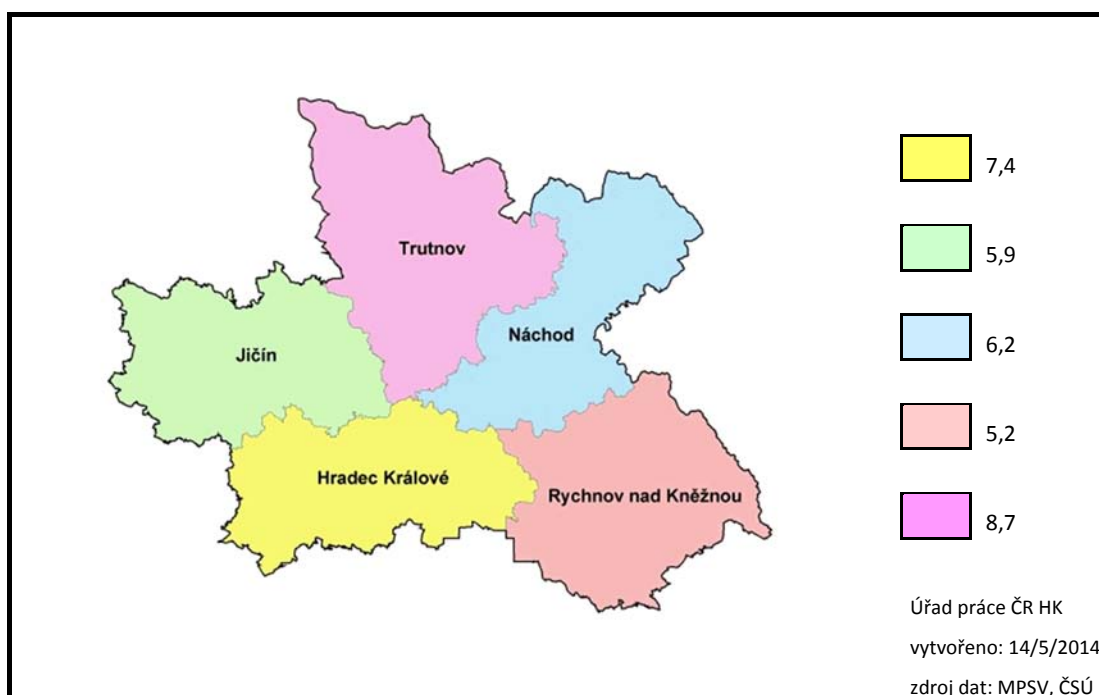 Trutnov
Náchod
Jičín
Hradec Králové
Rychnov nad Kněžnou
7,4
5,9
6,2
5,2
8,7
Úřad práce ČR HK
vytvořeno: 14/5/2014
zdroj dat: MPSV, ČSÚ